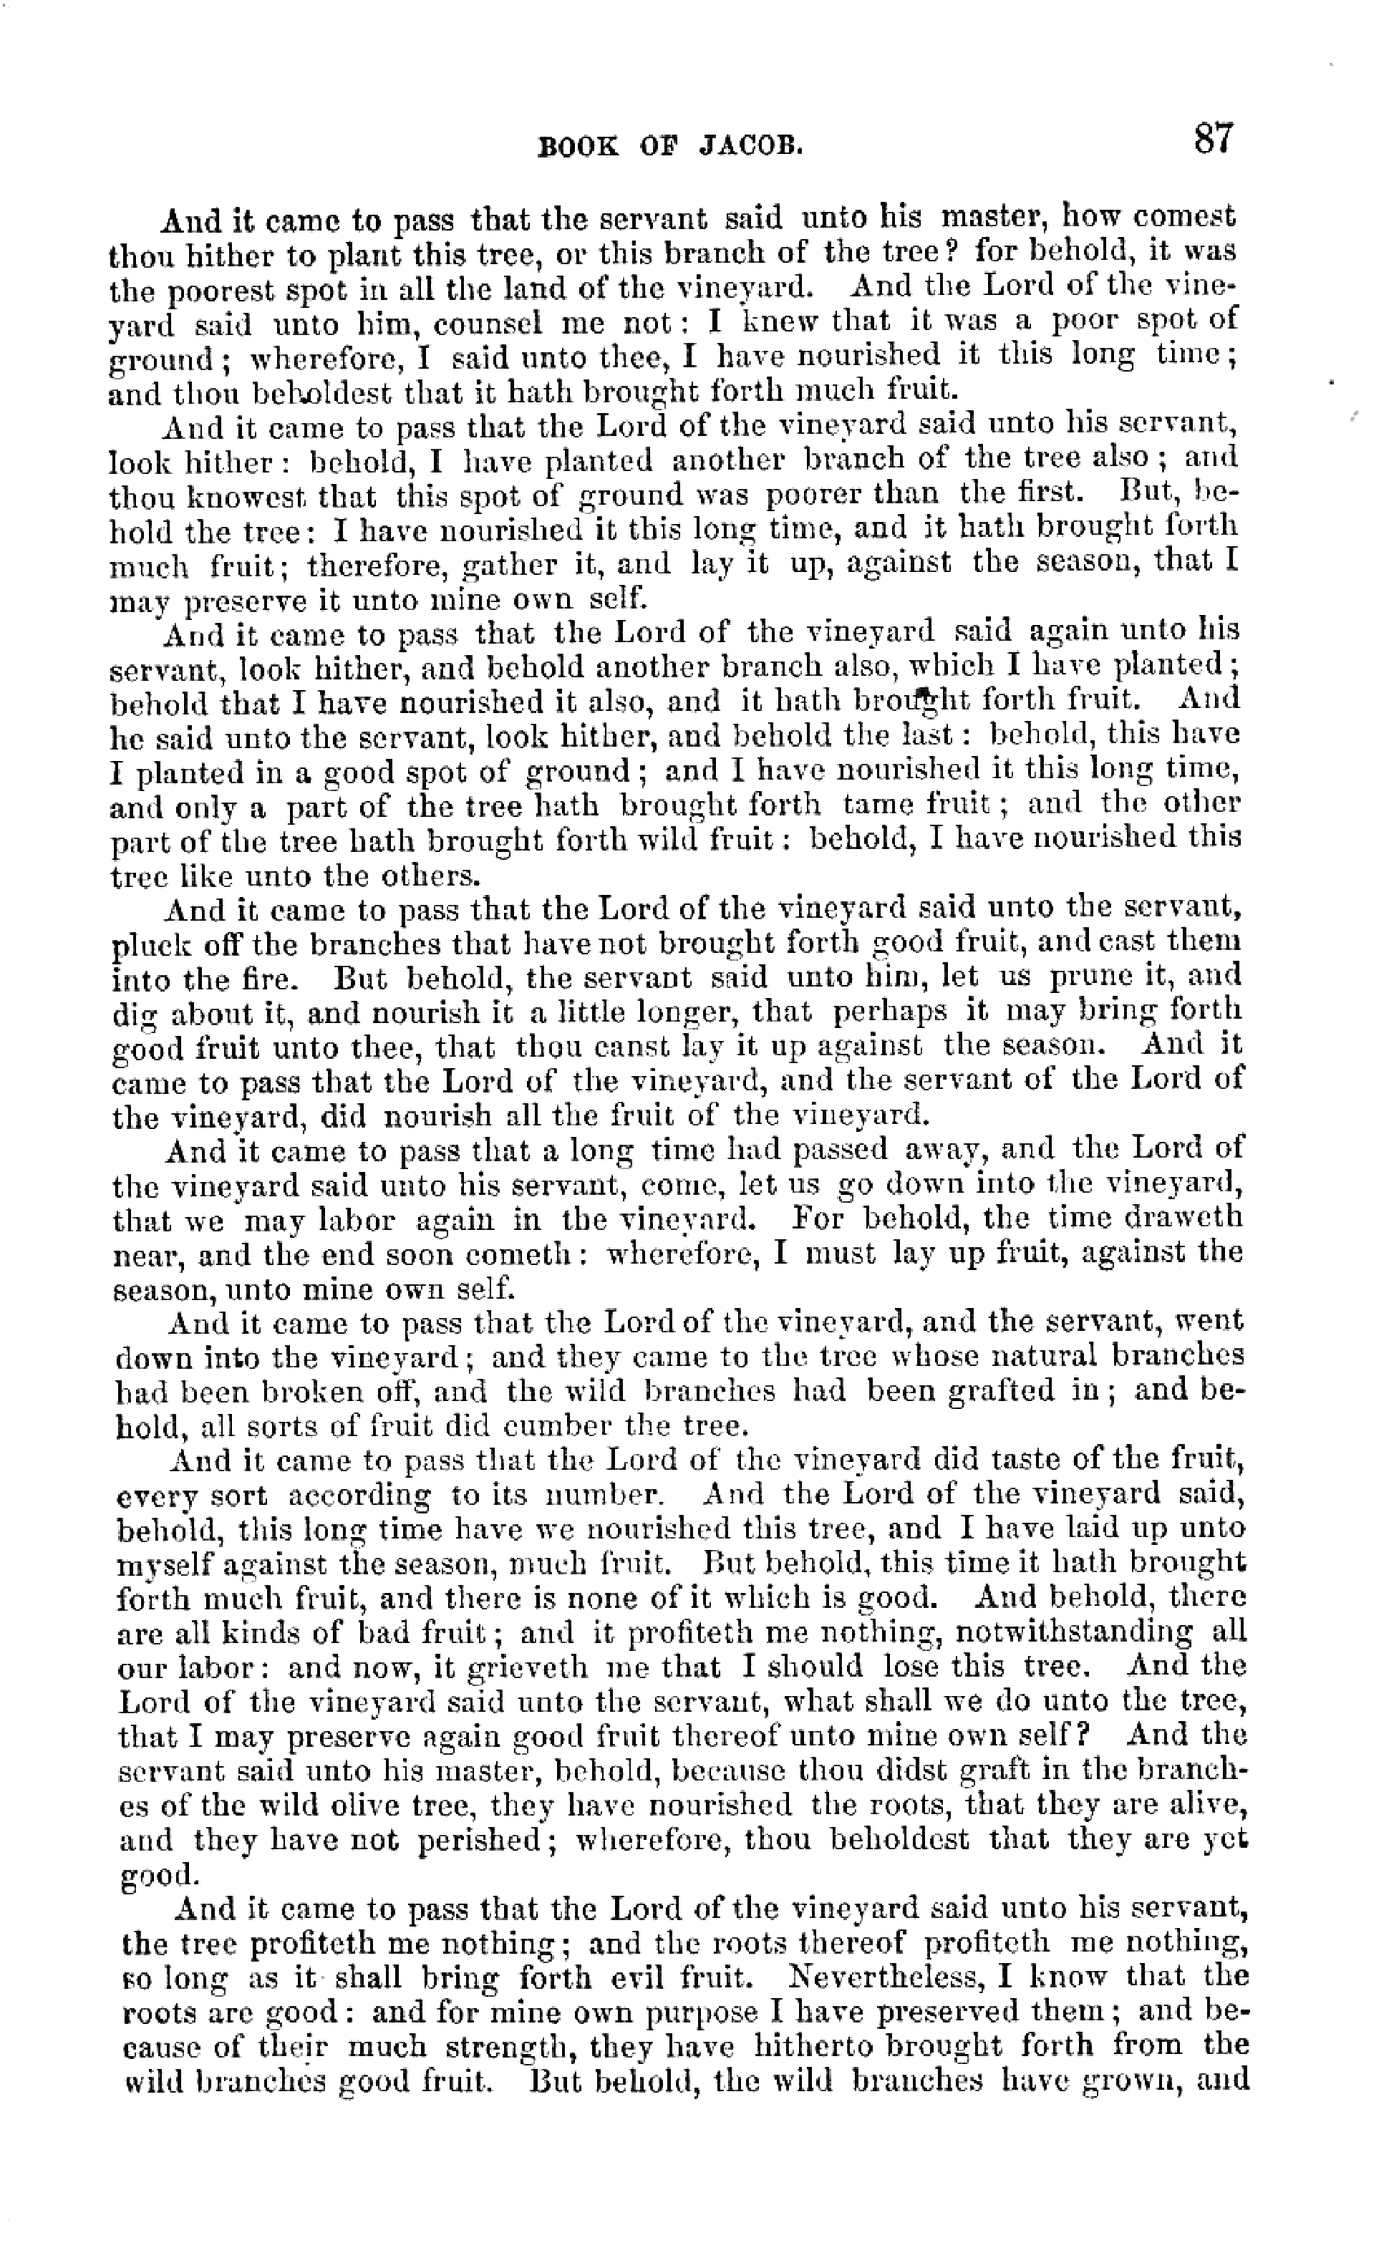 BOOK OF JACOB. 87
And it came to pass that the servant said unto his master, how comest
thou hither to plant this tree, or this branch of the tree? for behold, it was
the poorest spot in all the land of the vineyard. And the Lord of the vine-
yard said unto him, counsel me not: I knew that it was a poor spot of
ground; wherefore, I said unto thee, I have nourished it this long time;
and thou beholdest that it hath brought forth much fruit.
And it came to pass that the Lord of the vineyard said unto his servant,
look hither: behold, I have planted another branch of the tree also; and
thou knowest that this spot of ground was poorer than the first. But, be-
hold the tree: I have nourished it this long time, and it hath brought forth
much fruit; therefore, gather it, and lay it up, against the season, that I
may preserve it unto mine own self.
And it came to pass that the Lord of the vineyard said again unto his
servant, look hither, and behold another branch also, which I have planted;
behold that I have nourished it also, and it hath brought forth fruit. And
he said unto the servant, look hither, and behold the last: behold, this have
I planted in a good spot of ground; and I have nourished it this long time,
and only a part of the tree hath brought forth tame fruit; and the other
part of the tree hath brought forth wild fruit: behold, I have nourished this
tree like unto the others.
And it came to pass that the Lord of the vineyard said unto the servant,
pluck off the branches that have not brought forth good fruit, and cast them
into the fire. But behold, the servant said unto him, let us prune it, and
dig about it, and nourish it a little longer, that perhaps it may bring forth
good fruit unto thee, that thou canst lay it up against the season. And it
came to pass that the Lord of the vineyard, and the servant of the Lord of
the vineyard, did nourish all the fruit of the vineyard.
And it came to pass that a long time had passed away, and the Lord of
the vineyard said unto his servant, come, let us go down into the vineyard,
that we may labor again in the vineyard. For behold, the time draweth
near, and the end soon cometh: wherefore, I must lay up fruit, against the
season, unto mine own self.
And it came to pass that the Lord of the vineyard, and the servant, went
down into the vineyard; and they came to the tree whose natural branches
had been broken off, and the wild branches had been grafted in; and be-
hold, all sorts of fruit did cumber the tree.
And it came to pass that the Lord of the vineyard did taste of the fruit,
every sort according to its number. And the Lord of the vineyard said,
behold, this long time have we nourished this tree, and I have laid up unto
myself against the season, much fruit. But behold, this time it hath brought
forth much fruit, and there is none of it which is good. And behold, there
are all kinds of bad fruit; and it profiteth me nothing, notwithstanding all
our labor: and now, it grieveth me that I should lose this tree. And the
Lord of the vineyard said unto the servant, what shall we do unto the tree,
that I may preserve again good fruit thereof unto mine own self? And the
servant said unto his master, behold, because thou didst graft in the branch-
es of the wild olive tree, they have nourished the roots, that they are alive,
and they have not perished; wherefore, thou beholdest that they are yet
good.
And it came to pass that the Lord of the vineyard said unto his servant,
the tree profiteth me nothing; and the roots thereof profiteth me nothing,
so long as it shall bring forth evil fruit. Nevertheless, I know that the
roots are good: and for mine own purpose I have preserved them; and be-
cause of their much strength, they have hitherto brought forth from the
wild branches good fruit. But behold, the wild branches have grown, and